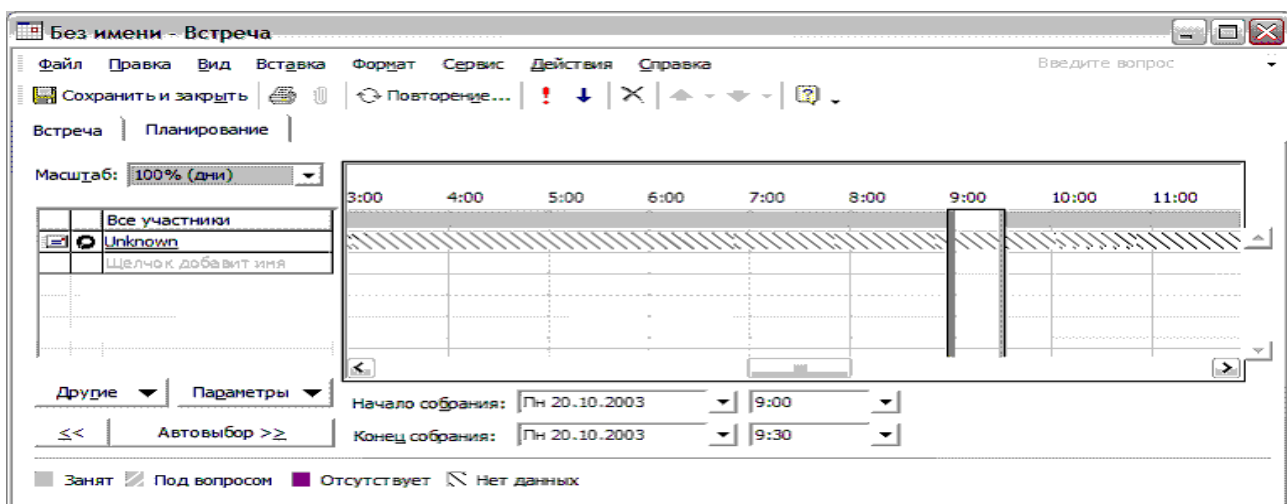 Без имени - Встреча
Файл Правка Вид Вставка Формат Сервис Действия Справка Введите вопрос
Сохранить и закрыть Повторение...
Встреча Планирование
Масштаб: 100% (дни)
3:00 4:00 5:00 6:00 7:00 8:00 9:00 10:00 11:00
Все участники
Unknown
Щелчок добавит имя
Другие Параметры
Начало собрания: Пн 20.10.2003 9:00
<< Автовыбор >>
Конец собрания: Пн 20.10.2003 9:30
Занят Под вопросом Отсутствует Нет данных